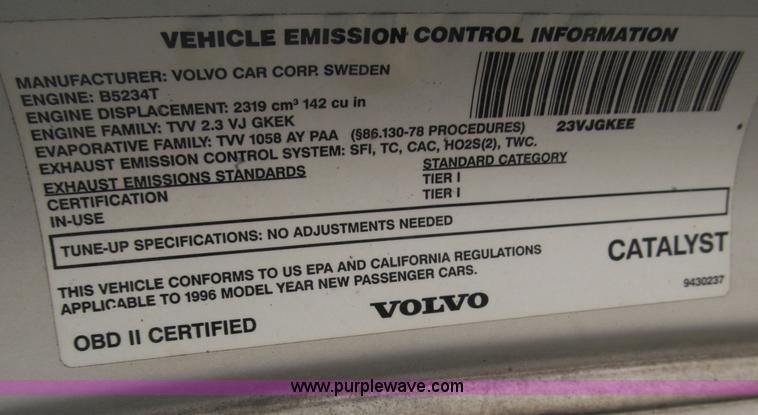 VEHICLE EMISSION CONTROL INFORMATION
MANUFACTURER: VOLVO CAR CORP. SWEDEN
ENGINE: B5234T
ENGINE DISPLACEMENT: 2319 cm³ 142 cu in
ENGINE FAMILY: TVV 2.3 VJ GKEK
23VJGKEE
EVAPORATIVE FAMILY: TVV 1058 AY PAA (§86.130-78 PROCEDURES)
EXHAUST EMISSION CONTROL SYSTEM: SFI, TC, CAC, HO2S(2), TWC.
EXHAUST EMISSIONS STANDARDS STANDARD CATEGORY
CERTIFICATION TIER I
IN-USE TIER I
TUNE-UP SPECIFICATIONS: NO ADJUSTMENTS NEEDED
THIS VEHICLE CONFORMS TO US EPA AND CALIFORNIA REGULATIONS
APPLICABLE TO 1996 MODEL YEAR NEW PASSENGER CARS.
CATALYST
OBD II CERTIFIED
VOLVO
9430237
www.purplewave.com